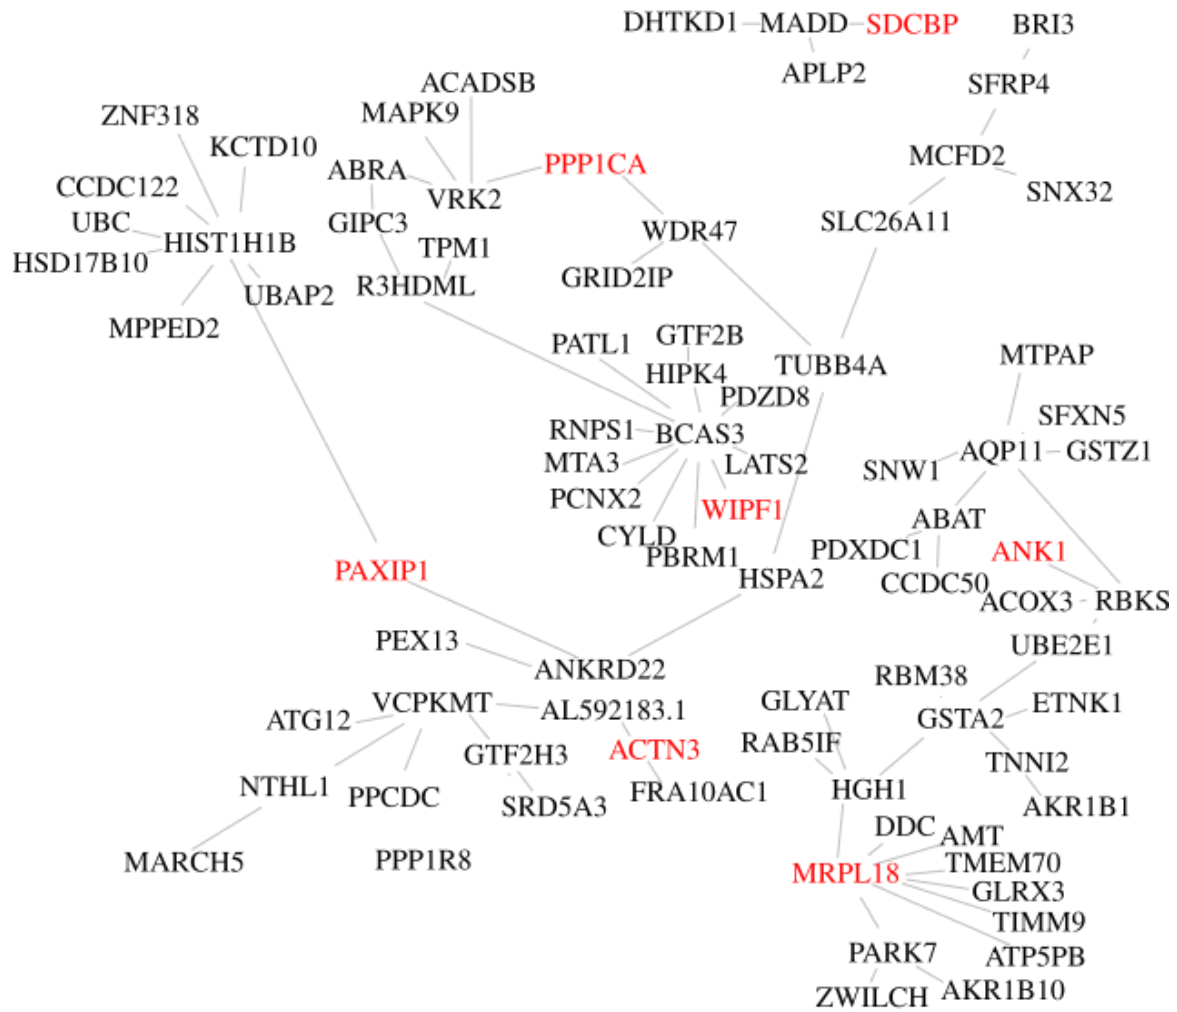 DHTKD1 MADD SDCBP BRI3
APLP2
ACADSB
SFRP4
MAPK9
ZNF318
KCTD10
MCFD2
PPP1CA
ABRA
CCDC122
SNX32
VRK2
UBC
GIPC3
SLC26A11
WDR47
HIST1H1B
TPM1
HSD17B10
GRID2IP
R3HDML
UBAP2
MPPED2
GTF2B
PATL1
MTPAP
TUBB4A
HIPK4
PDZD8
SFXN5
RNPS1
BCAS3
AQP11
GSTZ1
MTA3
LATS2
SNW1
PCNX2
WIPF1
ABAT
CYLD
PDXDC1
ANK1
PBRM1
PAXIP1
HSPA2
CCDC50
ACOX3
RBKS
PEX13
UBE2E1
ANKRD22
RBM38
VCPKMT
GLYAT
ETNK1
AL592183.1
ATG12
GSTA2
RAB5IF
ACTN3
GTF2H3
TNNI2
NTHL1
HGH1
FRA10AC1
PPCDC
SRD5A3
AKR1B1
DDC
AMT
PPP1R8
MARCH5
TMEM70
MRPL18
GLRX3
TIMM9
PARK7
ATP5PB
AKR1B10
ZWILCH